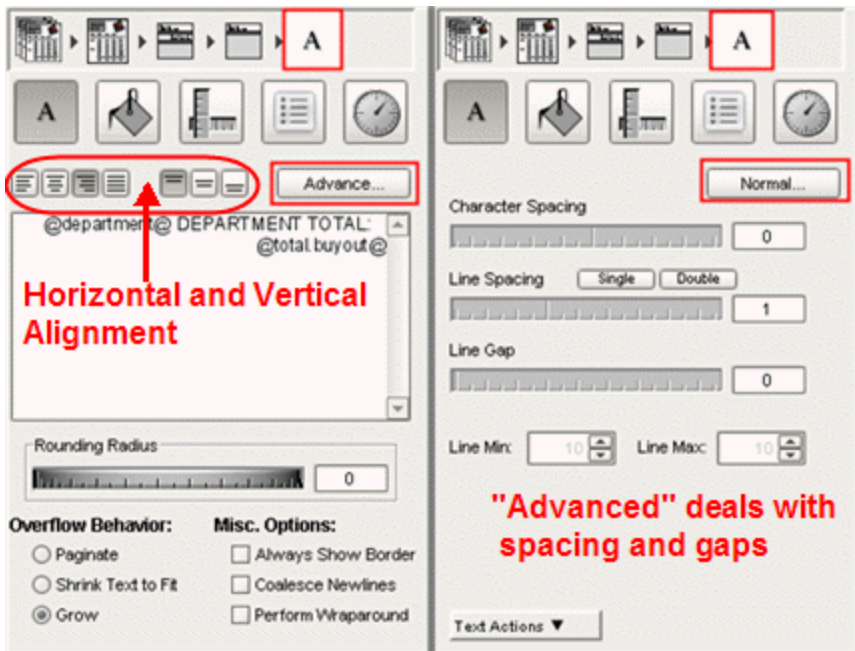 A
A
Advance...
@department@ DEPARTMENT TOTAL:
@total.buyout@
Horizontal and Vertical
Alignment
Rounding Radius
0
Overflow Behavior:
Misc. Options:
Paginate
Always Show Border
Shrink Text to Fit
Coalesce Newlines
Grow
Perform Wraparound
A
A
Normal...
Character Spacing
0
Line Spacing
Single
Double
1
Line Gap
0
Line Min:
10
Line Max:
10
"Advanced" deals with
spacing and gaps
Text Actions ▼